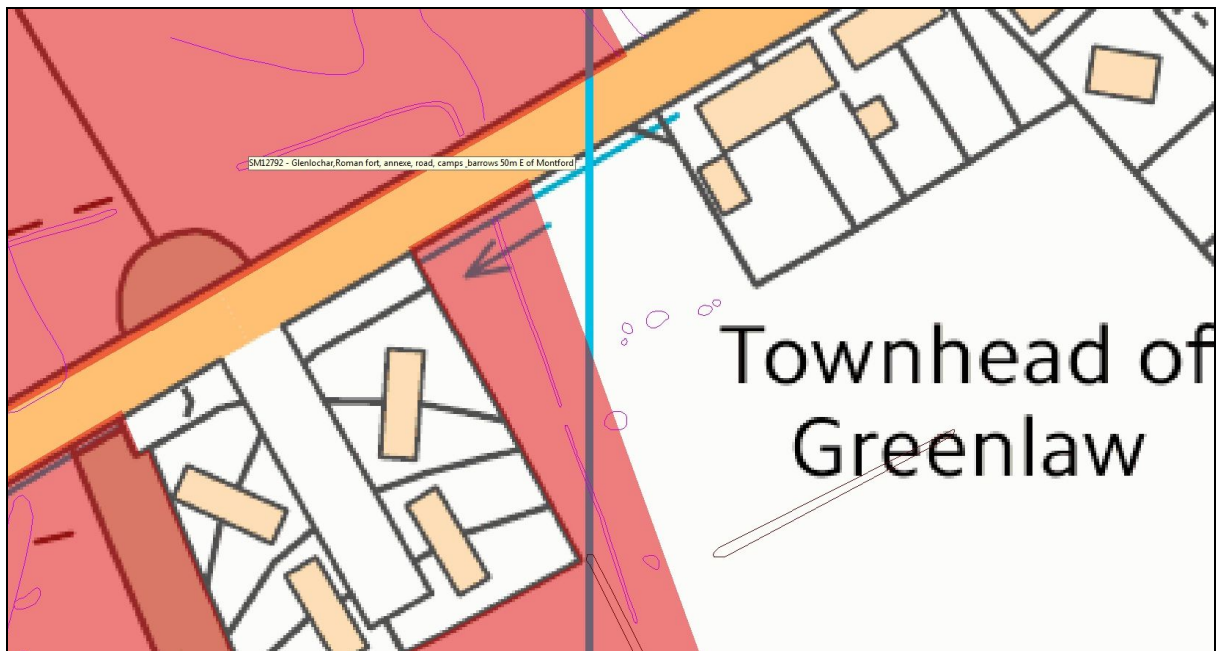 SM12792 - Glenlochar,Roman fort, annexe, road, camps ,barrows 50m E of Montford
Townhead of
Greenlaw